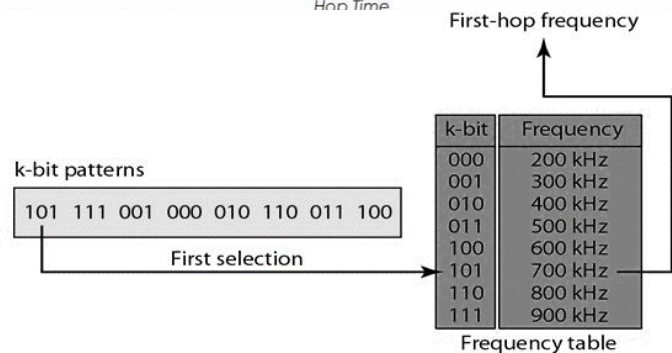 Hop Time
First-hop frequency
k-bit Frequency
000 200 kHz
001 300 kHz
010 400 kHz
011 500 kHz
100 600 kHz
101 700 kHz
110 800 kHz
111 900 kHz
Frequency table
k-bit patterns
101 111 001 000 010 110 011 100
First selection